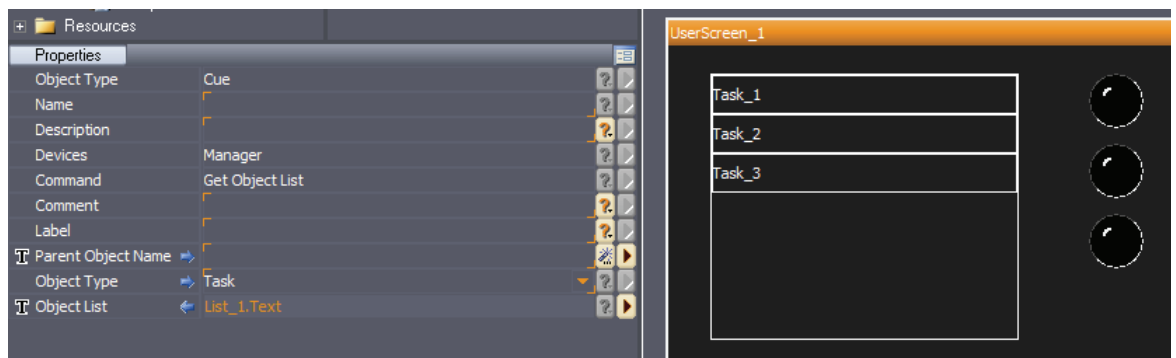 Resources
Properties
Object Type Cue
Name
Description
Devices Manager
Command Get Object List
Comment
Label
Parent Object Name
Object Type Task
Object List List_1.Text
UserScreen_1
Task_1
Task_2
Task_3